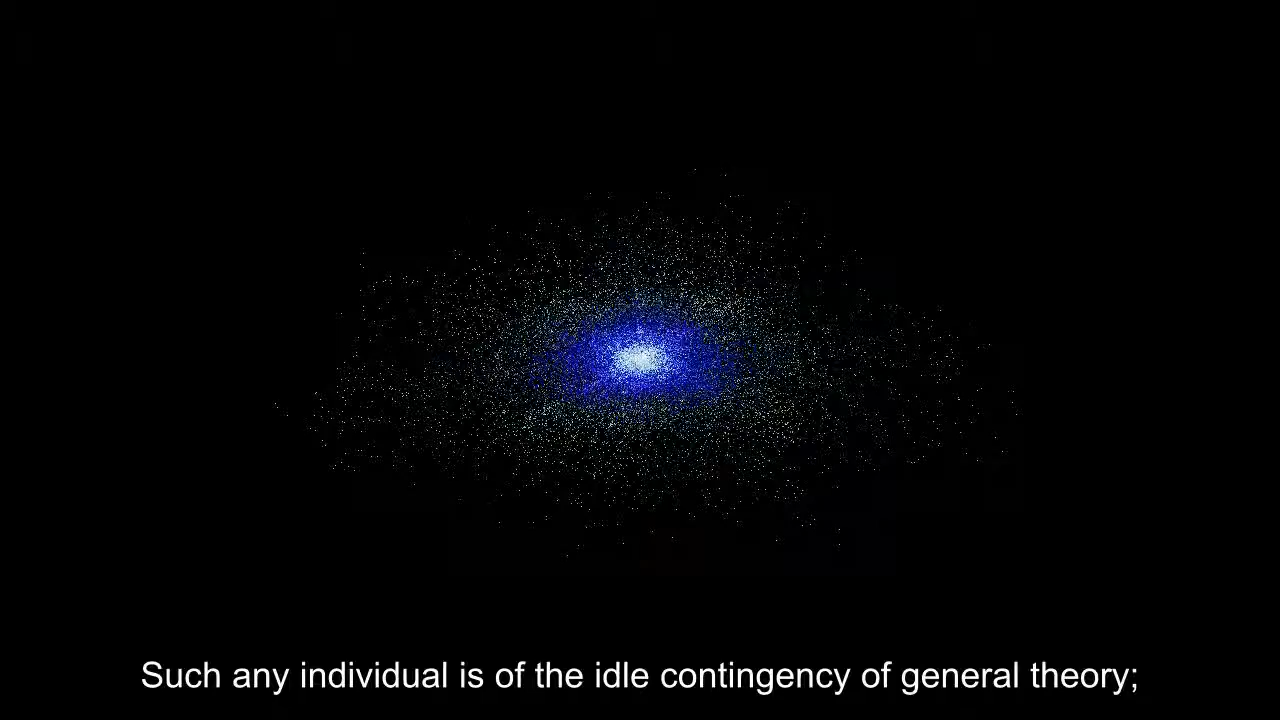 Such any individual is of the idle contingency of general theory;